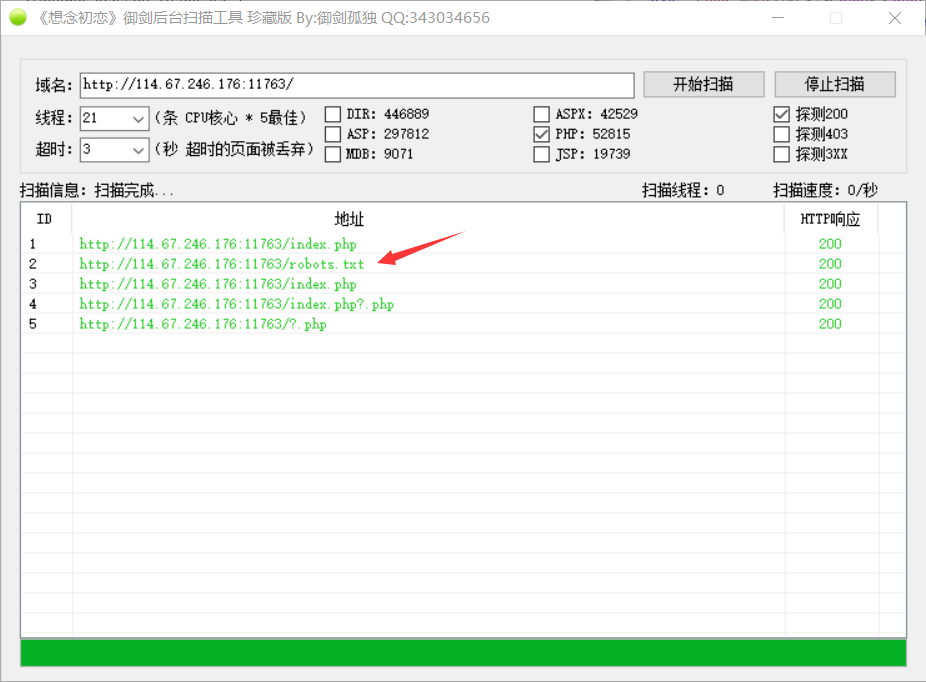 《想念初恋》御剑后台扫描工具 珍藏版 By:御剑孤独 QQ:343034656
域名: http://114.67.246.176:11763/ 开始扫描 停止扫描
线程: 21 (条 CPU核心 * 5最佳) DIR: 446889 ASPX: 42529 探测200
ASP: 297812 PHP: 52815 探测403
超时: 3 (秒 超时的页面被丢弃) MDB: 9071 JSP: 19739 探测3XX
扫描信息: 扫描完成... 扫描线程: 0 扫描速度: 0/秒
ID 地址 HTTP响应
1 http://114.67.246.176:11763/index.php 200
2 http://114.67.246.176:11763/robots.txt 200
3 http://114.67.246.176:11763/index.php 200
4 http://114.67.246.176:11763/index.php?.php 200
5 http://114.67.246.176:11763/?.php 200